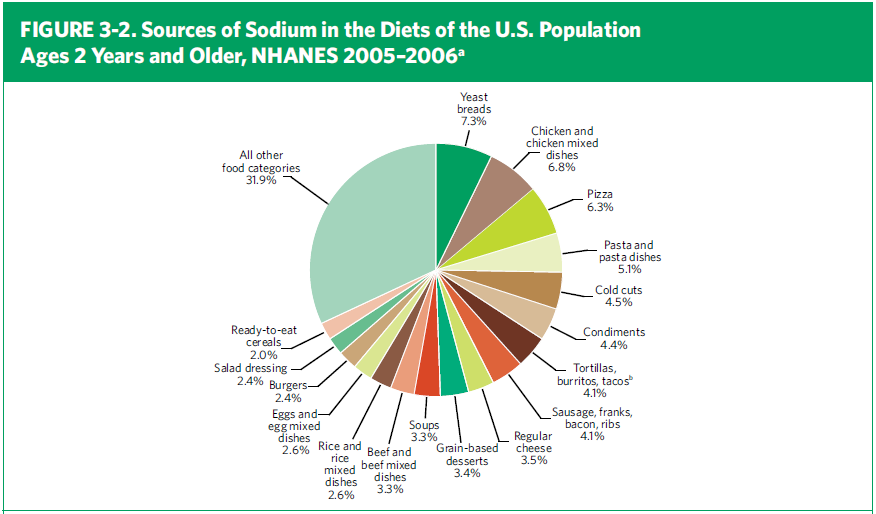 FIGURE 3-2. Sources of Sodium in the Diets of the U.S. Population
Ages 2 Years and Older, NHANES 2005–2006ᵃ
Yeast
breads
7.3%
Chicken and
chicken mixed
dishes
6.8%
Pizza
6.3%
Pasta and
pasta dishes
5.1%
Cold cuts
4.5%
Condiments
4.4%
Tortillas,
burritos, tacosᵇ
4.1%
Sausage, franks,
bacon, ribs
4.1%
Regular
cheese
3.5%
Grain-based
desserts
3.4%
Soups
3.3%
Beef and
beef mixed
dishes
3.3%
Rice and
rice
mixed
dishes
2.6%
Eggs and
egg mixed
dishes
2.6%
Burgers
2.4%
Salad dressing
2.4%
Ready-to-eat
cereals
2.0%
All other
food categories
31.9%